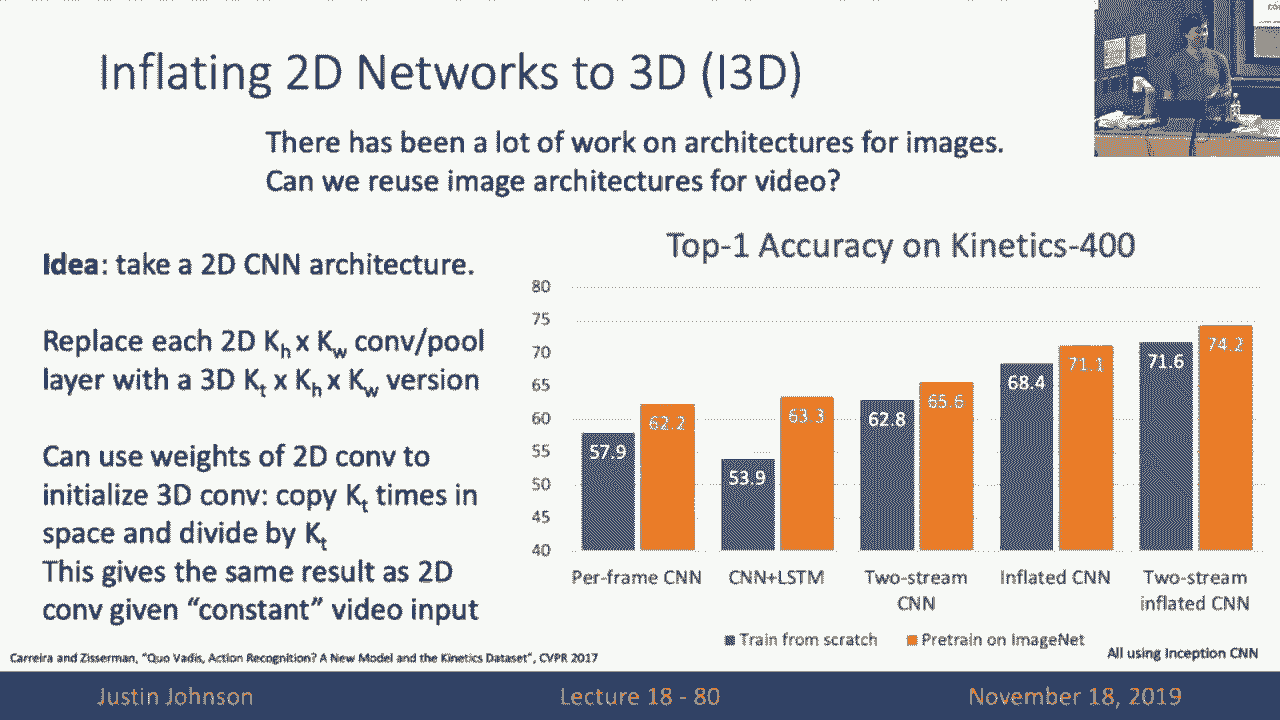 Inflating 2D Networks to 3D (I3D)
There has been a lot of work on architectures for images.
Can we reuse image architectures for video?
Idea: take a 2D CNN architecture.
Replace each 2D Kh x Kw conv/pool
layer with a 3D Kt x Kh x Kw version
Can use weights of 2D conv to
initialize 3D conv: copy Kt times in
space and divide by Kt
This gives the same result as 2D
conv given “constant” video input
Top-1 Accuracy on Kinetics-400
80
75
70
65
60
55
50
45
40
57.9
62.2
53.9
63.3
62.8
65.6
68.4
71.1
71.6
74.2
Per-frame CNN
CNN+LSTM
Two-stream
CNN
Inflated CNN
Two-stream
inflated CNN
Train from scratch
Pretrain on ImageNet
All using Inception CNN
Carreira and Zisserman, “Quo Vadis, Action Recognition? A New Model and the Kinetics Dataset”, CVPR 2017
Justin Johnson
Lecture 18 - 80
November 18, 2019